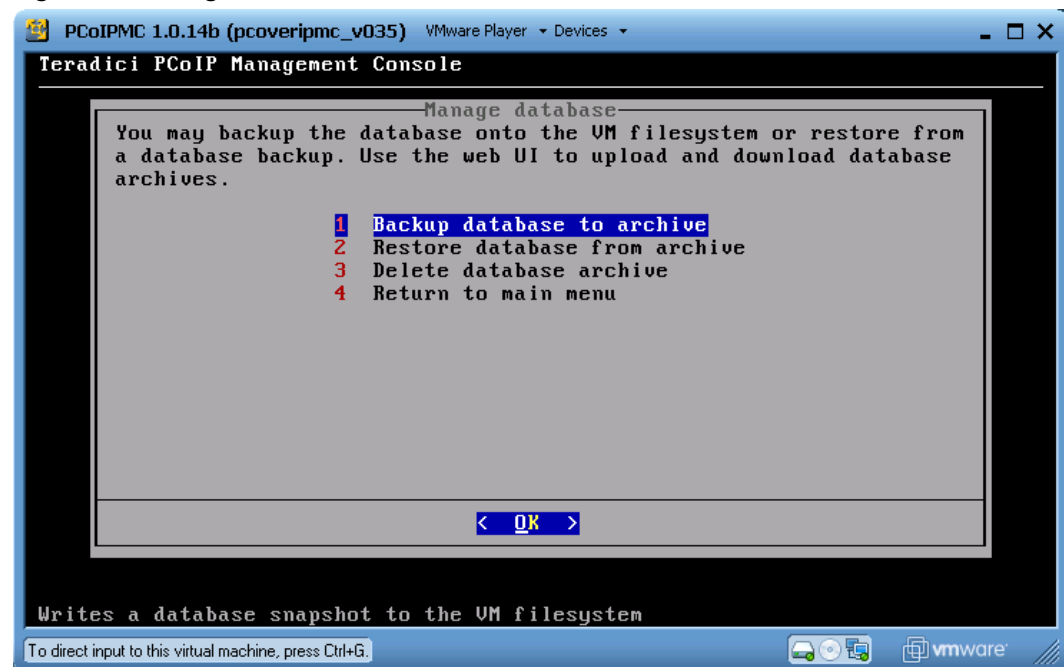 PCoIPMC 1.0.14b (pcoveripmc_v035) VMware Player Devices
Teradici PCoIP Management Console
Manage database
You may backup the database onto the VM filesystem or restore from
a database backup. Use the web UI to upload and download database
archives.
1 Backup database to archive
2 Restore database from archive
3 Delete database archive
4 Return to main menu
< OK >
Writes a database snapshot to the VM filesystem
To direct input to this virtual machine, press Ctrl+G.
vmware